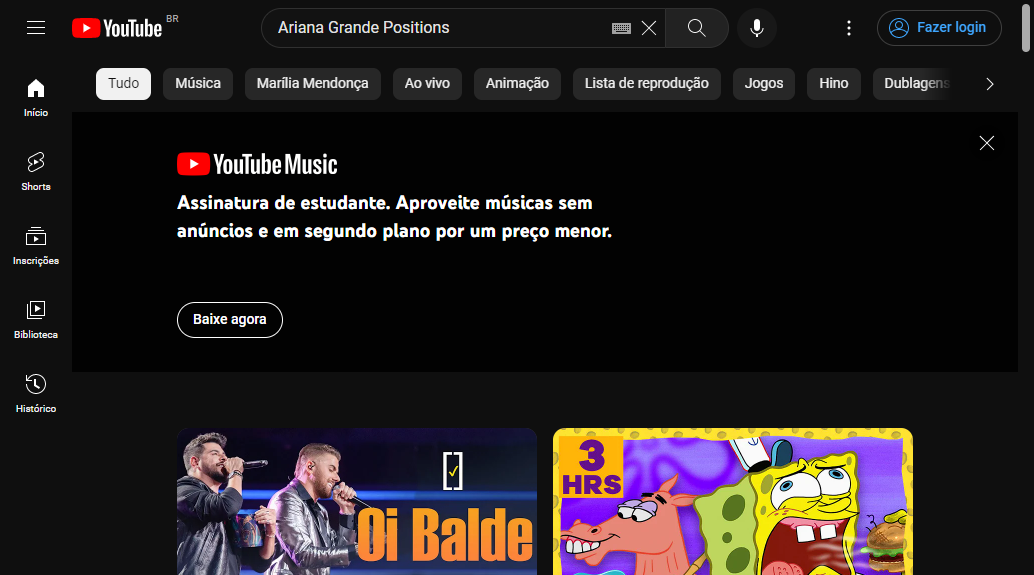 YouTube BR
Ariana Grande Positions
Fazer login
Tudo
Música
Marília Mendonça
Ao vivo
Animação
Lista de reprodução
Jogos
Hino
Dublagens
Início
Shorts
Inscrições
Biblioteca
Histórico
YouTube Music
Assinatura de estudante. Aproveite músicas sem
anúncios e em segundo plano por um preço menor.
Baixe agora
Oi Balde
3
HRS